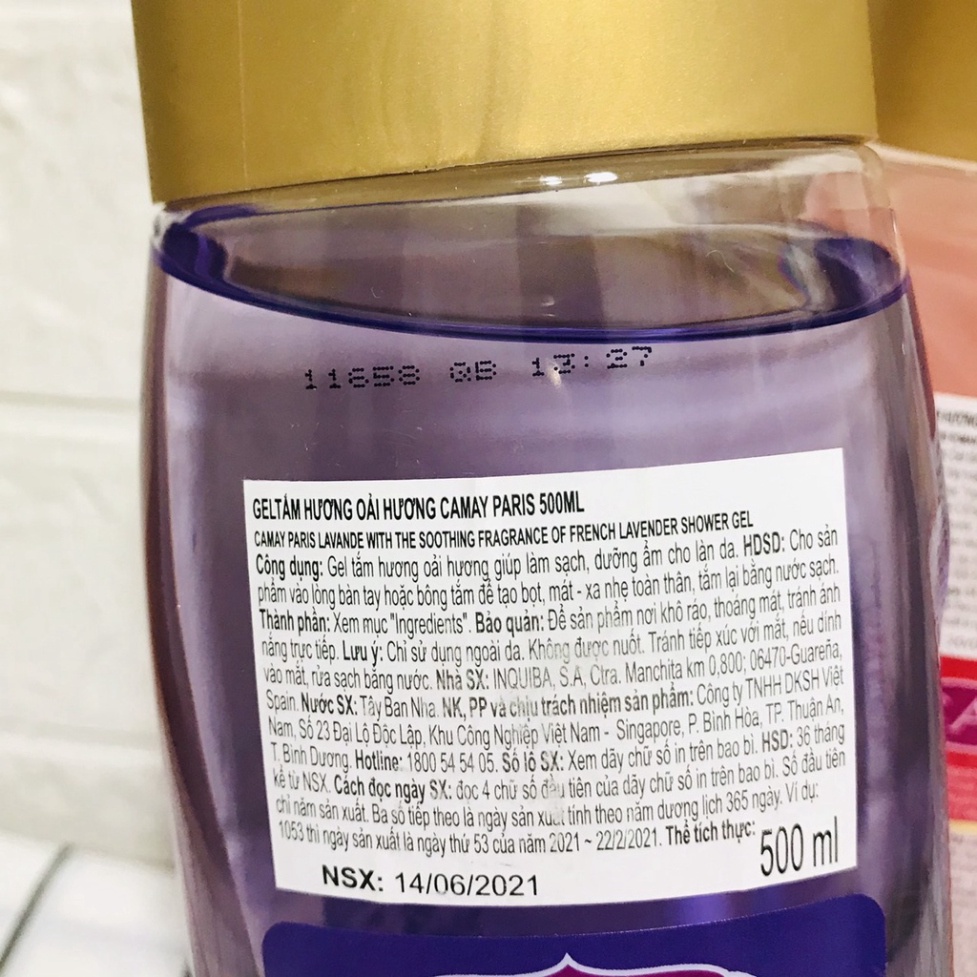 11658 QB 13:27
GELTẮM HƯƠNG OẢI HƯƠNG CAMAY PARIS 500ML
CAMAY PARIS LAVANDE WITH THE SOOTHING FRAGRANCE OF FRENCH LAVENDER SHOWER GEL
Công dụng: Gel tắm hương oải hương giúp làm sạch, dưỡng ẩm cho làn da. HDSD: Cho sản
phẩm vào lòng bàn tay hoặc bông tắm để tạo bọt, mát - xa nhẹ toàn thân, tắm lại bằng nước sạch.
Thành phần: Xem mục "Ingredients". Bảo quản: Để sản phẩm nơi khô ráo, thoáng mát, tránh ánh
nắng trực tiếp. Lưu ý: Chỉ sử dụng ngoài da. Không được nuốt. Tránh tiếp xúc với mắt, nếu dính
vào mắt, rửa sạch bằng nước. Nhà SX: INQUIBA, S.A, Ctra. Manchita km 0,800; 06470-Guareña,
Spain. Nước SX: Tây Ban Nha. NK, PP và chịu trách nhiệm sản phẩm: Công ty TNHH DKSH Việt
Nam, Số 23 Đại Lộ Độc Lập, Khu Công Nghiệp Việt Nam - Singapore, P. Bình Hòa, TP. Thuận An,
T. Bình Dương. Hotline: 1800 54 54 05. Số lô SX: Xem dãy chữ số in trên bao bì. HSD: 36 tháng
kể từ NSX. Cách đọc ngày SX: đọc 4 chữ số đầu tiên của dãy chữ số in trên bao bì. Số đầu tiên
chỉ năm sản xuất. Ba số tiếp theo là ngày sản xuất tính theo năm dương lịch 365 ngày. Ví dụ:
1053 thì ngày sản xuất là ngày thứ 53 của năm 2021 ~ 22/2/2021. Thể tích thực: 500 ml
NSX: 14/06/2021